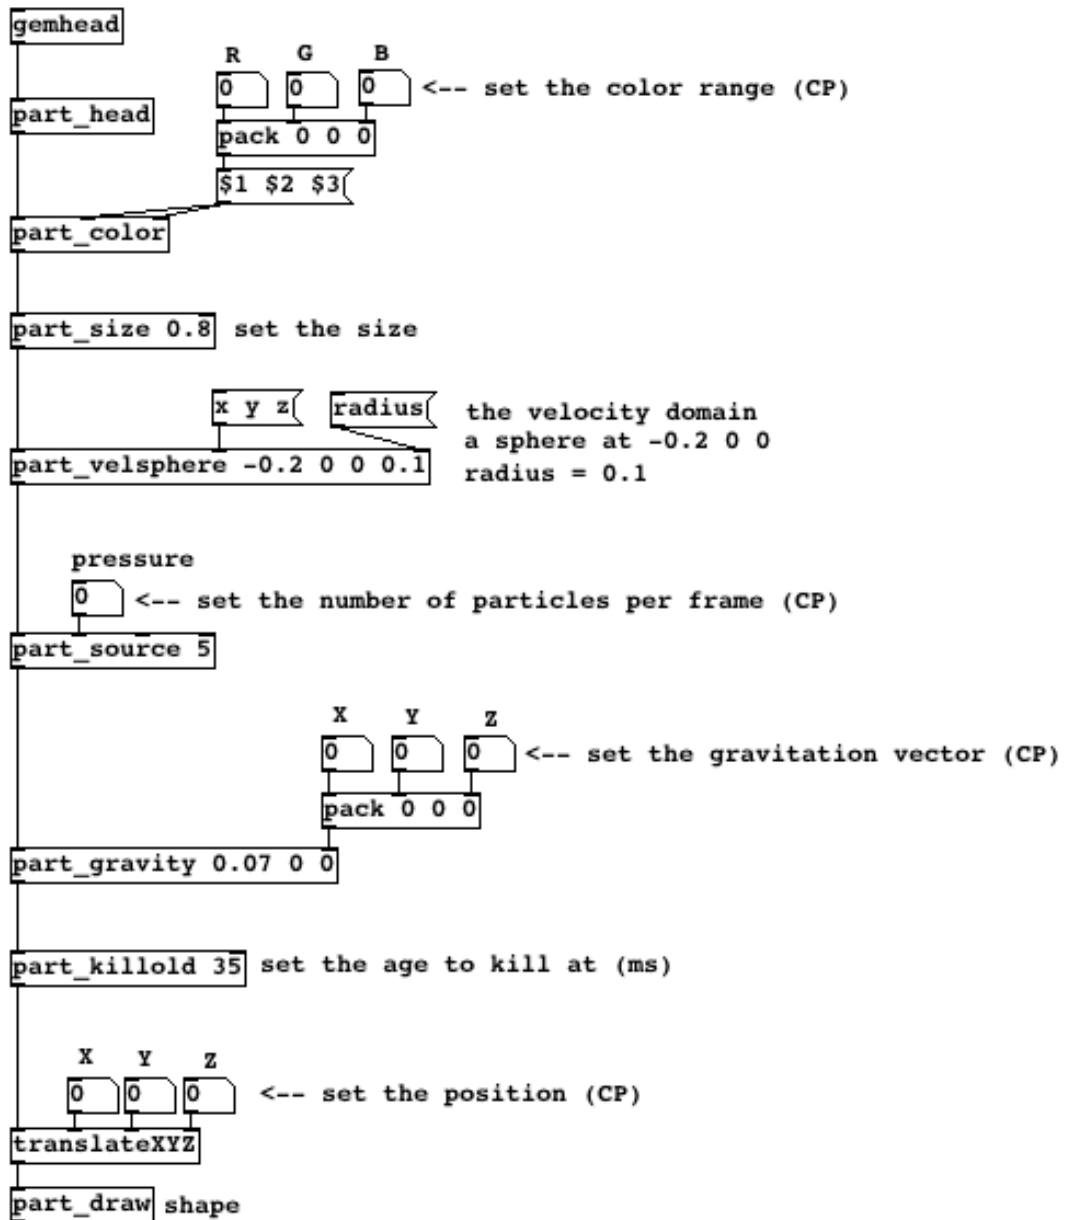 gemhead
R G B
0 0 0 <-- set the color range (CP)
part_head
pack 0 0 0
$1 $2 $3
part_color
part_size 0.8 set the size
x y z radius the velocity domain
a sphere at -0.2 0 0
part_velsphere -0.2 0 0 0.1 radius = 0.1
pressure
0 <-- set the number of particles per frame (CP)
part_source 5
X Y Z
0 0 0 <-- set the gravitation vector (CP)
pack 0 0 0
part_gravity 0.07 0 0
part_killold 35 set the age to kill at (ms)
X Y Z
0 0 0 <-- set the position (CP)
translateXYZ
part_draw shape